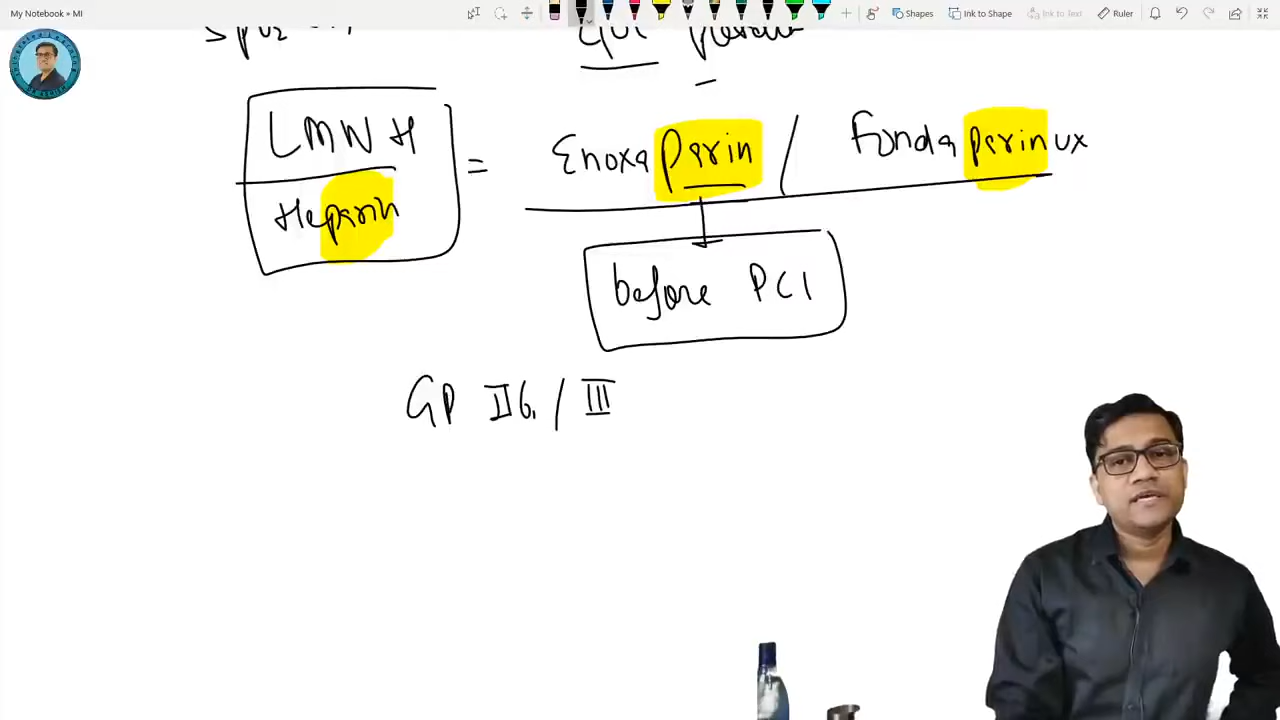 My Notebook » MI
Shapes Ink to Shape Ink to Text Ruler
LMWH
Heparin
= Enoxaparin / Fondaparinux
before PCI
GP IIb / III